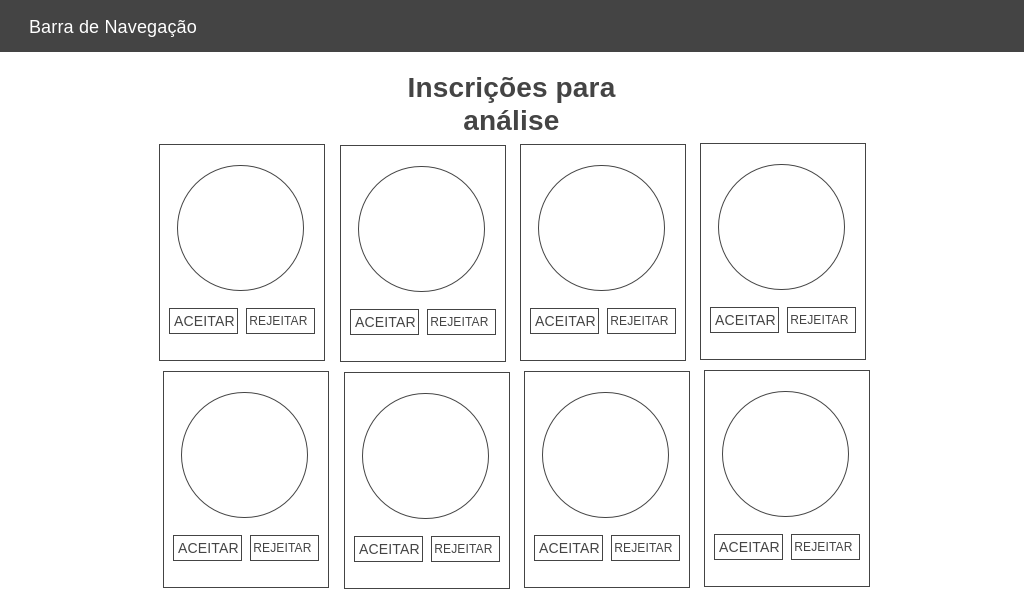 Barra de Navegação
Inscrições para
análise
ACEITAR REJEITAR ACEITAR REJEITAR ACEITAR REJEITAR ACEITAR REJEITAR
ACEITAR REJEITAR ACEITAR REJEITAR ACEITAR REJEITAR ACEITAR REJEITAR